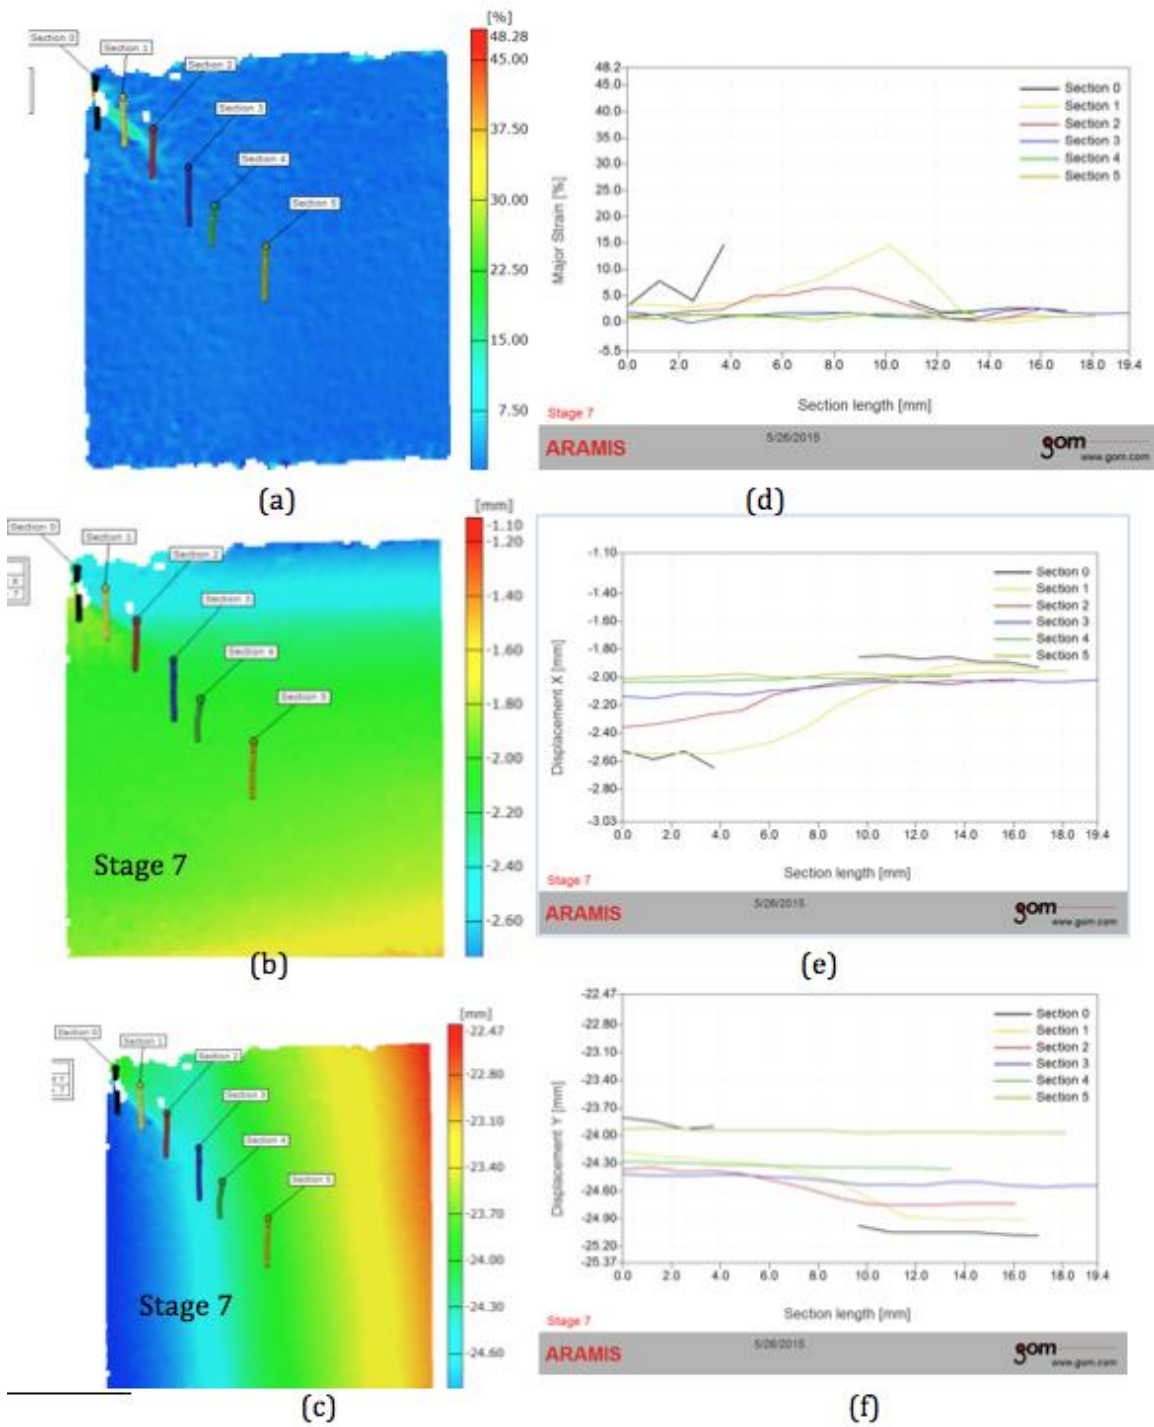 [%]
48.28
45.00
37.50
30.00
22.50
15.00
7.50
Section 0
Section 1
Section 2
Section 3
Section 4
Section 5
(a)
48.2
45.0
40.0
35.0
30.0
25.0
20.0
15.0
10.0
5.0
0.0
-5.5
Major Strain [%]
0.0 2.0 4.0 6.0 8.0 10.0 12.0 14.0 16.0 18.0 19.4
Section length [mm]
Section 0
Section 1
Section 2
Section 3
Section 4
Section 5
Stage 7
ARAMIS
5/26/2015
gom
www.gom.com
(d)
[mm]
-1.10
-1.20
-1.40
-1.60
-1.80
-2.00
-2.20
-2.40
-2.60
Section 0
Section 1
Section 2
Section 3
Section 4
Stage 7
(b)
-1.10
-1.40
-1.60
-1.80
-2.00
-2.20
-2.40
-2.60
-2.80
-3.03
Displacement X [mm]
0.0 2.0 4.0 6.0 8.0 10.0 12.0 14.0 16.0 18.0 19.4
Section length [mm]
Section 0
Section 1
Section 2
Section 3
Section 4
Section 5
Stage 7
ARAMIS
5/26/2015
gom
www.gom.com
(e)
[mm]
-22.47
-22.80
-23.10
-23.40
-23.70
-24.00
-24.30
-24.60
Section 0
Section 1
Section 2
Section 3
Section 4
Section 5
Stage 7
(c)
-22.47
-22.80
-23.10
-23.40
-23.70
-24.00
-24.30
-24.60
-24.90
-25.20
-25.37
Displacement Y [mm]
0.0 2.0 4.0 6.0 8.0 10.0 12.0 14.0 16.0 18.0 19.4
Section length [mm]
Section 0
Section 1
Section 2
Section 3
Section 4
Section 5
Stage 7
ARAMIS
5/26/2015
gom
www.gom.com
(f)